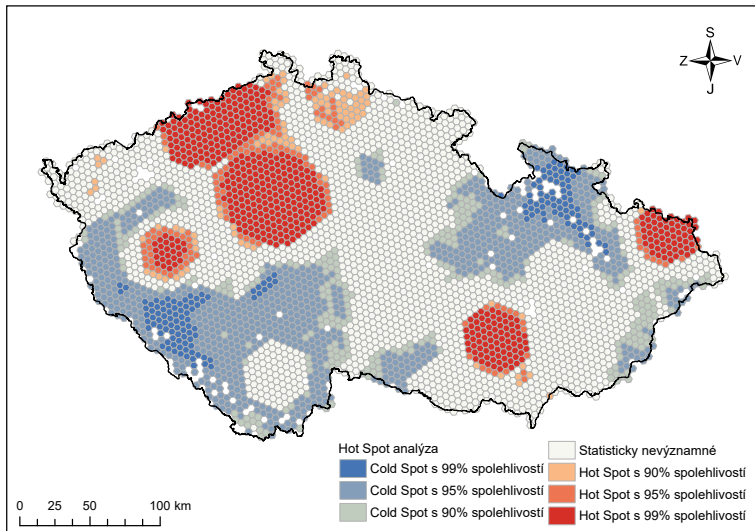 S
Z V
J
Hot Spot analýza
Cold Spot s 99% spolehlivostí
Cold Spot s 95% spolehlivostí
Cold Spot s 90% spolehlivostí
Statisticky nevýznamné
Hot Spot s 90% spolehlivostí
Hot Spot s 95% spolehlivostí
Hot Spot s 99% spolehlivostí
0 25 50 100 km